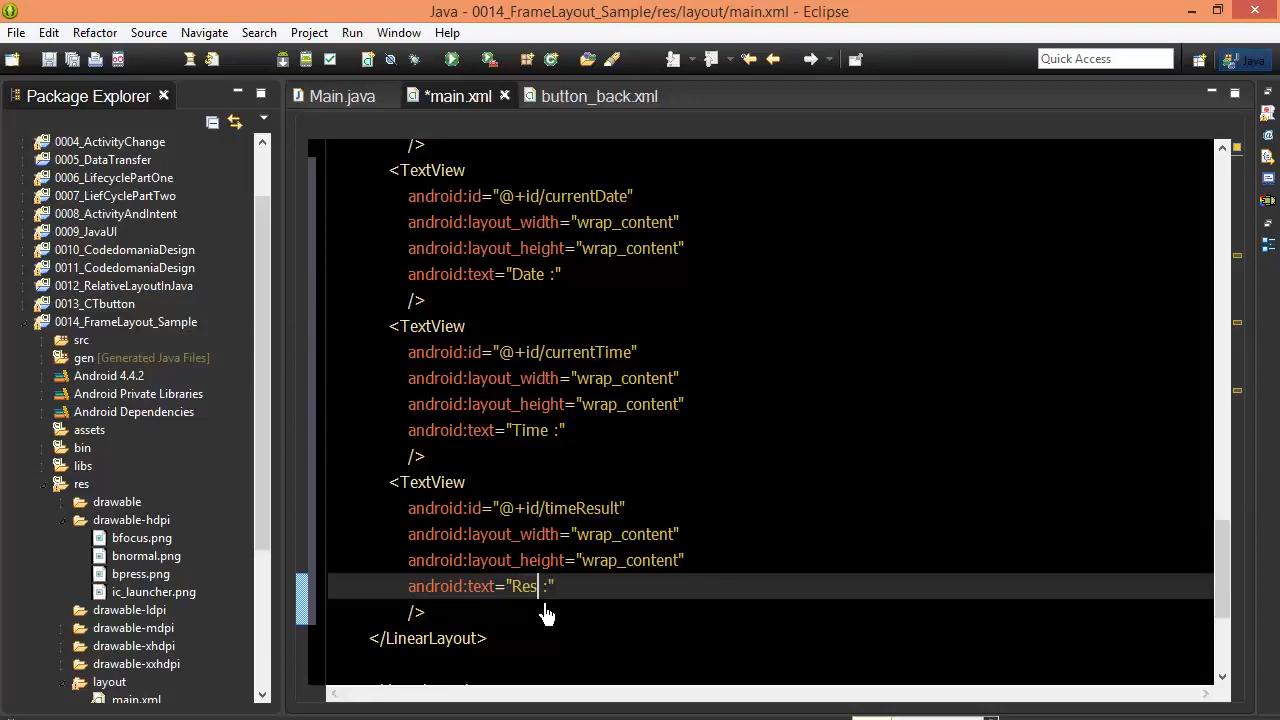 Java - 0014_FrameLayout_Sample/res/layout/main.xml - Eclipse
File Edit Refactor Source Navigate Search Project Run Window Help
Quick Access
Java
Package Explorer
Main.java
*main.xml
button_back.xml
0004_ActivityChange
0005_DataTransfer
0006_LifecyclePartOne
0007_LiefCyclePartTwo
0008_ActivityAndIntent
0009_JavaUI
0010_CodedomaniaDesign
0011_CodedomaniaDesign
0012_RelativeLayoutInJava
0013_CTbutton
0014_FrameLayout_Sample
src
gen [Generated Java Files]
Android 4.4.2
Android Private Libraries
Android Dependencies
assets
bin
libs
res
drawable
drawable-hdpi
bfocus.png
bnormal.png
bpress.png
ic_launcher.png
drawable-ldpi
drawable-mdpi
drawable-xhdpi
drawable-xxhdpi
layout
main.xml
/>
<TextView
android:id="@+id/currentDate"
android:layout_width="wrap_content"
android:layout_height="wrap_content"
android:text="Date :"
/>
<TextView
android:id="@+id/currentTime"
android:layout_width="wrap_content"
android:layout_height="wrap_content"
android:text="Time :"
/>
<TextView
android:id="@+id/timeResult"
android:layout_width="wrap_content"
android:layout_height="wrap_content"
android:text="Res :"
/>
</LinearLayout>